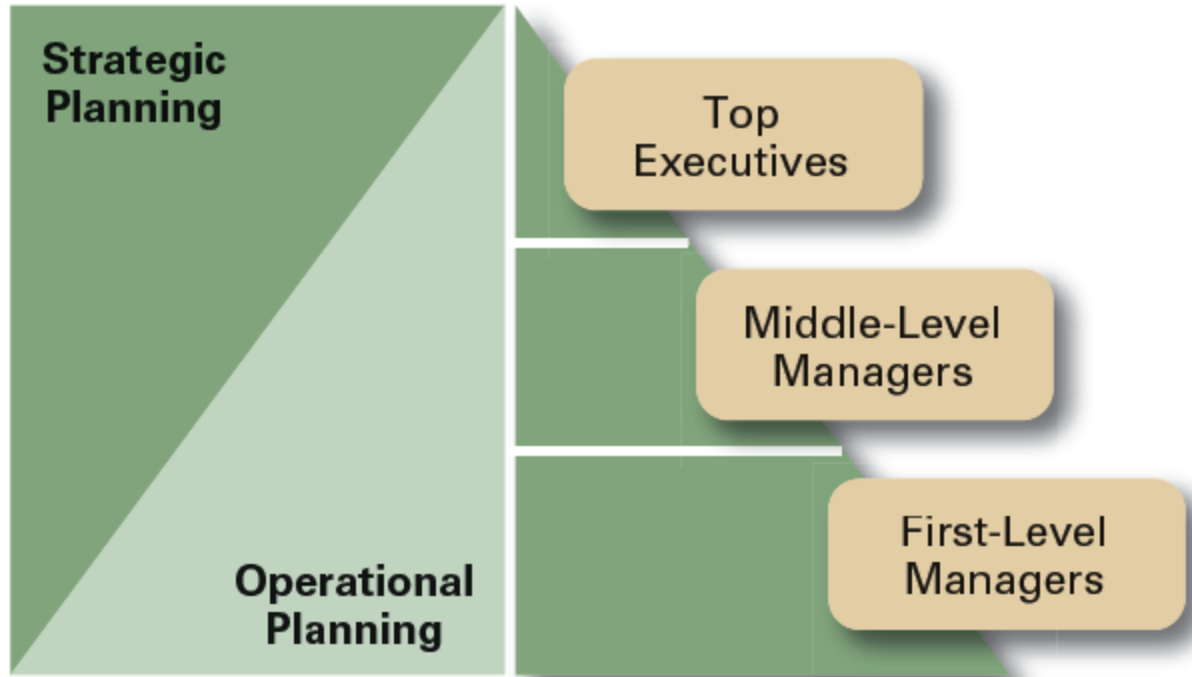 Strategic
Planning
Top
Executives
Middle-Level
Managers
First-Level
Managers
Operational
Planning